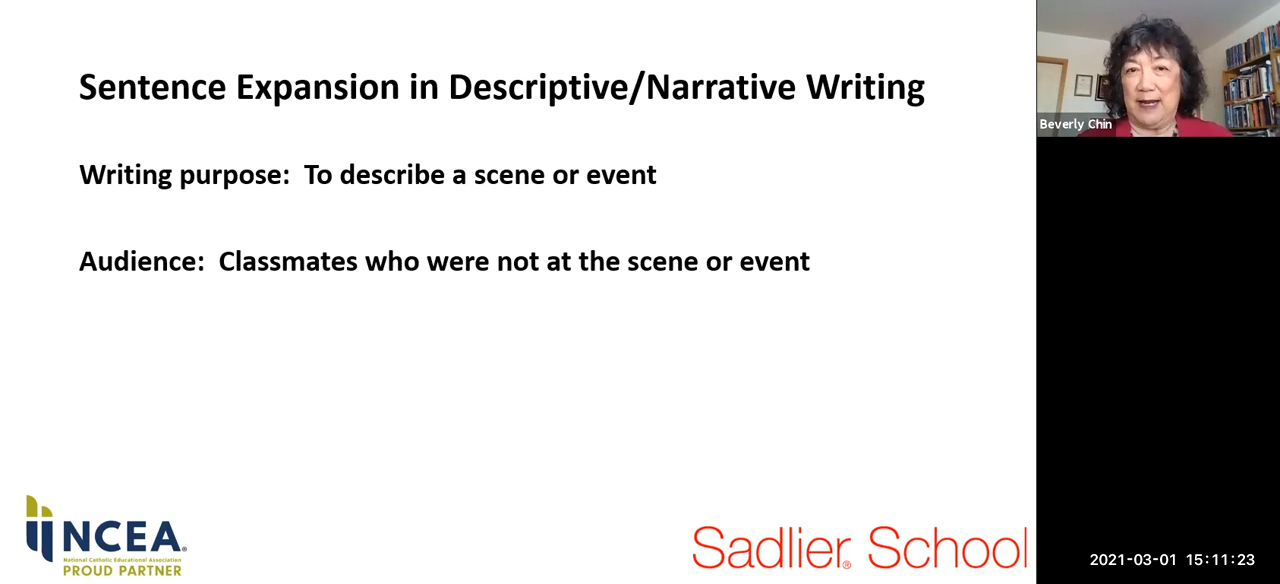 Sentence Expansion in Descriptive/Narrative Writing
Beverly Chin
Writing purpose:  To describe a scene or event
Audience:  Classmates who were not at the scene or event
NCEA®
National Catholic Educational Association
PROUD PARTNER
Sadlier® School
2021-03-01 15:11:23